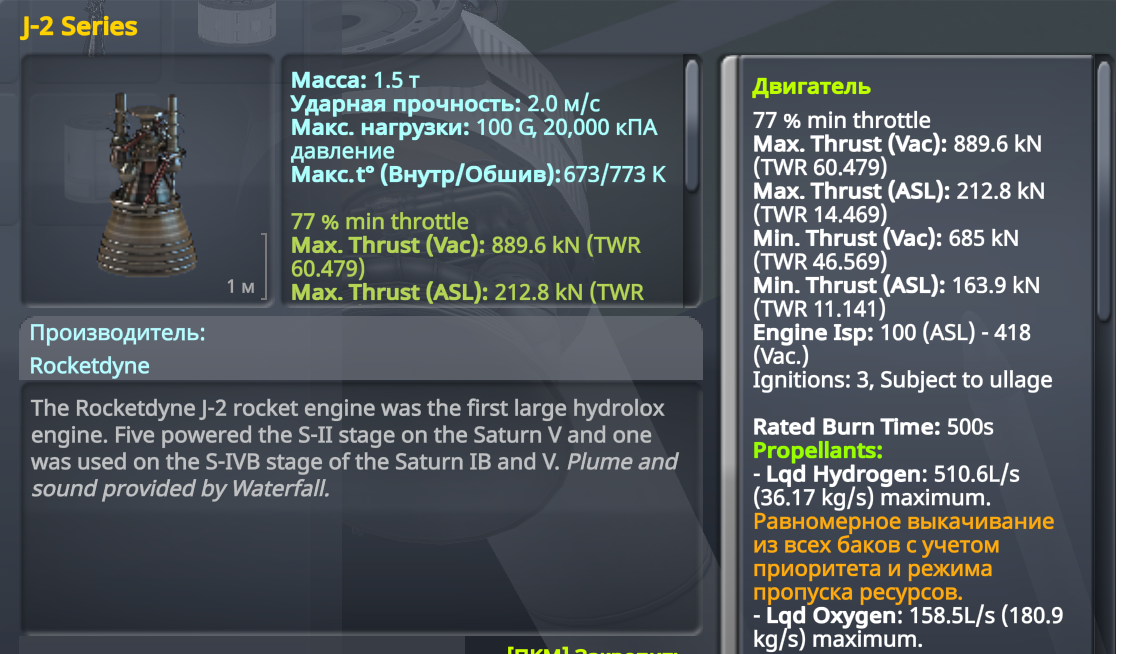 J-2 Series
1 м
Масса: 1.5 т
Ударная прочность: 2.0 м/с
Макс. нагрузки: 100 G, 20,000 кПА
давление
Макс.t° (Внутр/Обшив):673/773 K
77 % min throttle
Max. Thrust (Vac): 889.6 kN (TWR
60.479)
Max. Thrust (ASL): 212.8 kN (TWR
Производитель:
Rocketdyne
The Rocketdyne J-2 rocket engine was the first large hydrolox
engine. Five powered the S-II stage on the Saturn V and one
was used on the S-IVB stage of the Saturn IB and V. Plume and
sound provided by Waterfall.
Двигатель
77 % min throttle
Max. Thrust (Vac): 889.6 kN
(TWR 60.479)
Max. Thrust (ASL): 212.8 kN
(TWR 14.469)
Min. Thrust (Vac): 685 kN
(TWR 46.569)
Min. Thrust (ASL): 163.9 kN
(TWR 11.141)
Engine Isp: 100 (ASL) - 418
(Vac.)
Ignitions: 3, Subject to ullage
Rated Burn Time: 500s
Propellants:
- Lqd Hydrogen: 510.6L/s
(36.17 kg/s) maximum.
Равномерное выкачивание
из всех баков с учетом
приоритета и режима
пропуска ресурсов.
- Lqd Oxygen: 158.5L/s (180.9
kg/s) maximum.
[ПКМ] Закрепить